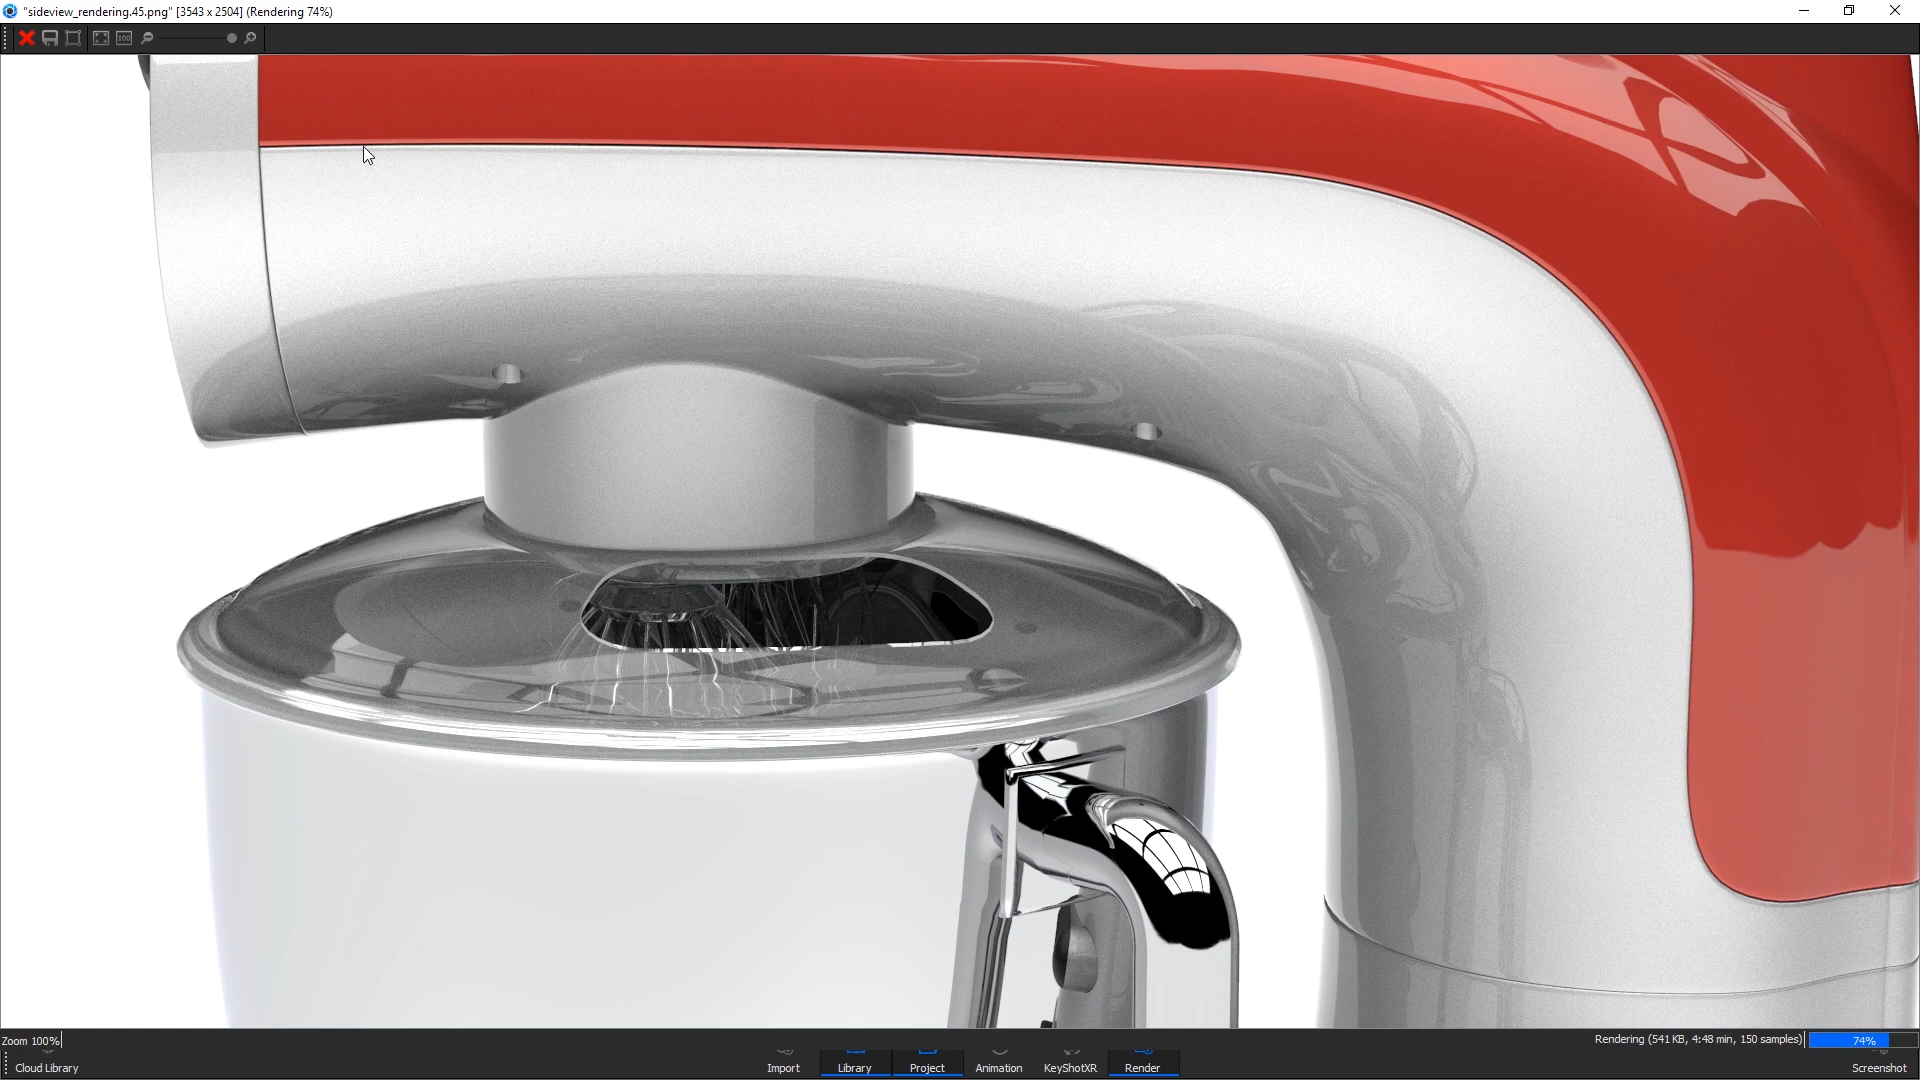 "sideview_rendering.45.png" [3543 x 2504] (Rendering 74%)
100
Zoom 100%
Rendering (541 KB, 4:48 min, 150 samples)
74%
Cloud Library
Import
Library
Project
Animation
KeyShotXR
Render
Screenshot